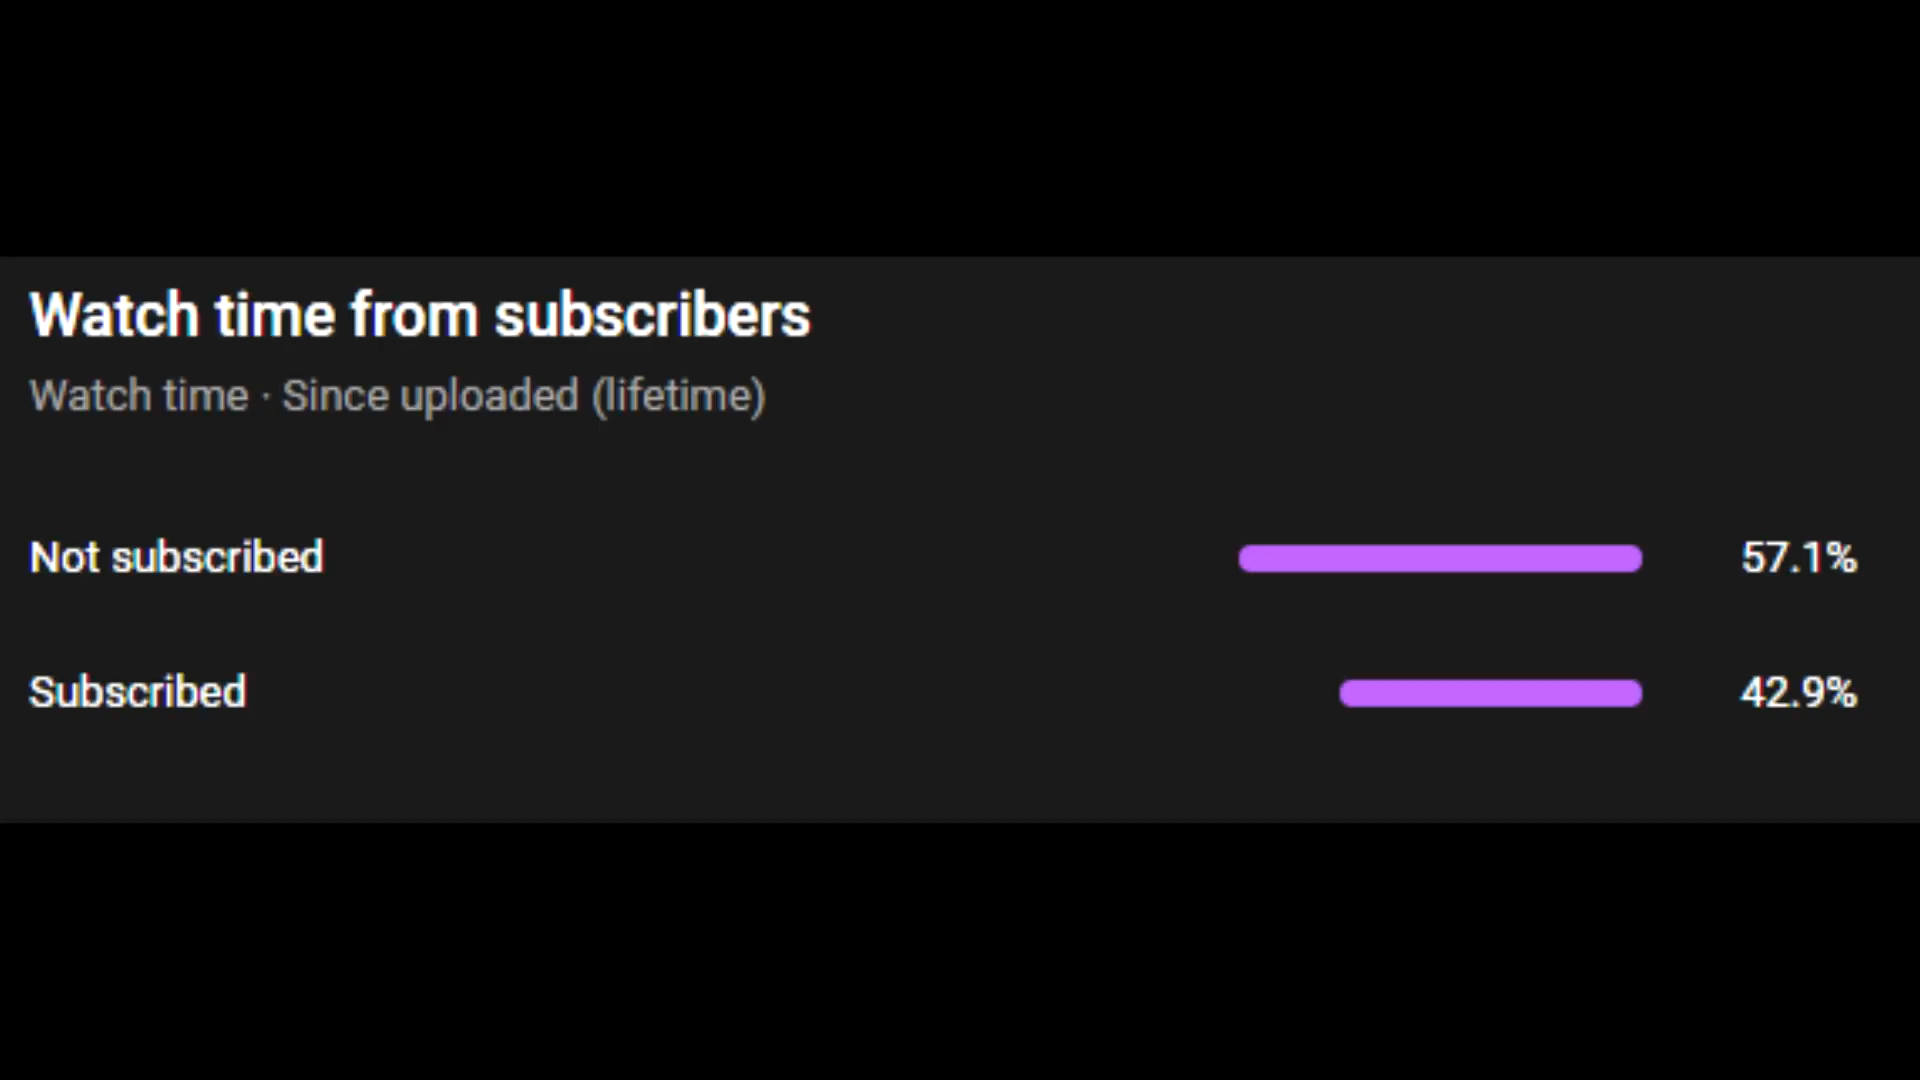 Watch time from subscribers
Watch time · Since uploaded (lifetime)
Not subscribed 57.1%
Subscribed 42.9%